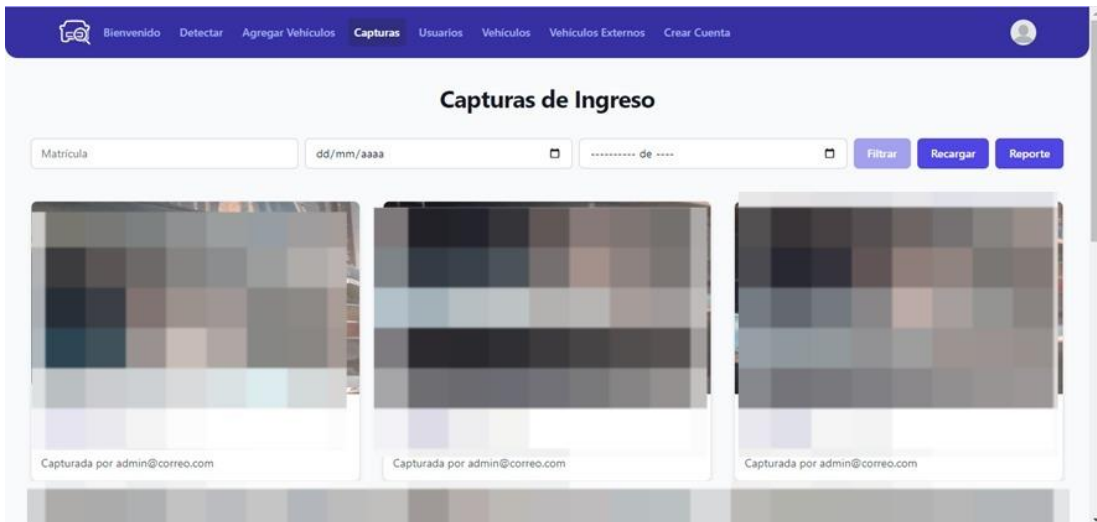 Bienvenido Detectar Agregar Vehículos Capturas Usuarios Vehículos Vehículos Externos Crear Cuenta
Capturas de Ingreso
Matrícula dd/mm/aaaa ---------- de ---- Filtrar Recargar Reporte
Capturada por admin@correo.com Capturada por admin@correo.com Capturada por admin@correo.com